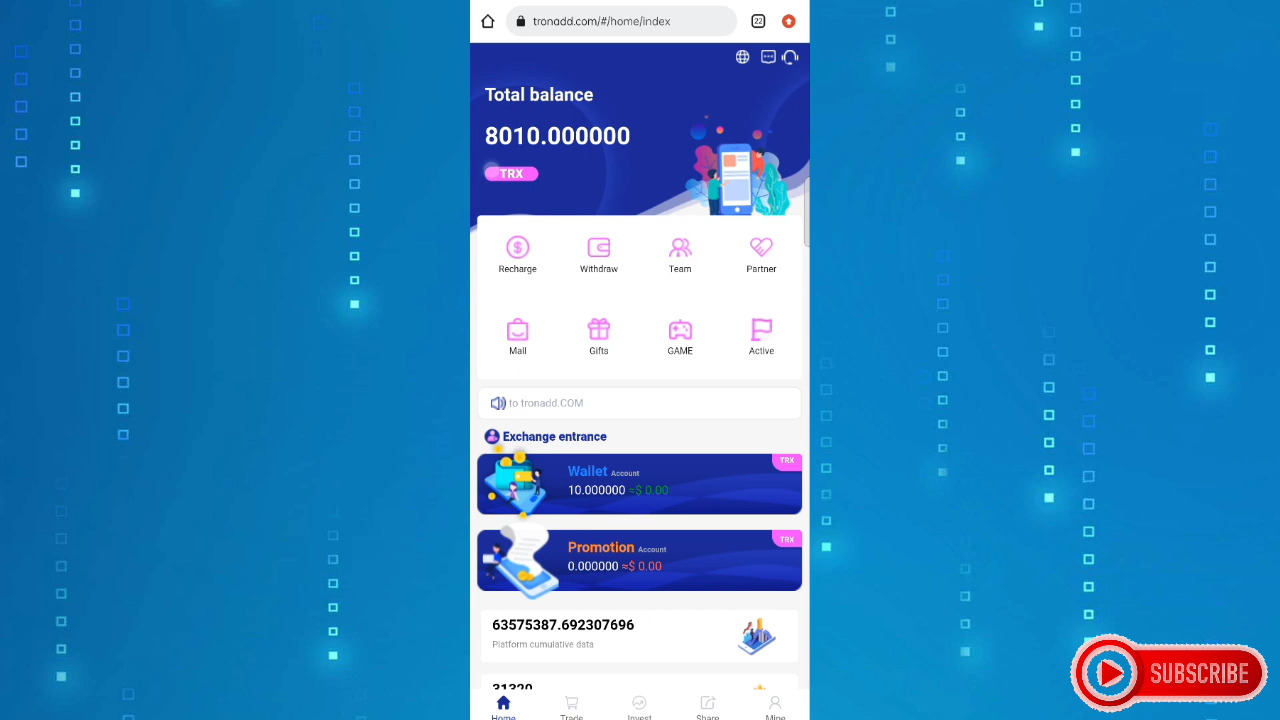 tronadd.com/#/home/index
22
Total balance
8010.000000
TRX
Recharge
Withdraw
Team
Partner
Mall
Gifts
GAME
Active
to tronadd.COM
Exchange entrance
TRX
Wallet Account
10.000000 ≈$ 0.00
TRX
Promotion Account
0.000000 ≈$ 0.00
63575387.692307696
Platform cumulative data
31320
Home
Trade
Invest
Share
Mine
SUBSCRIBE